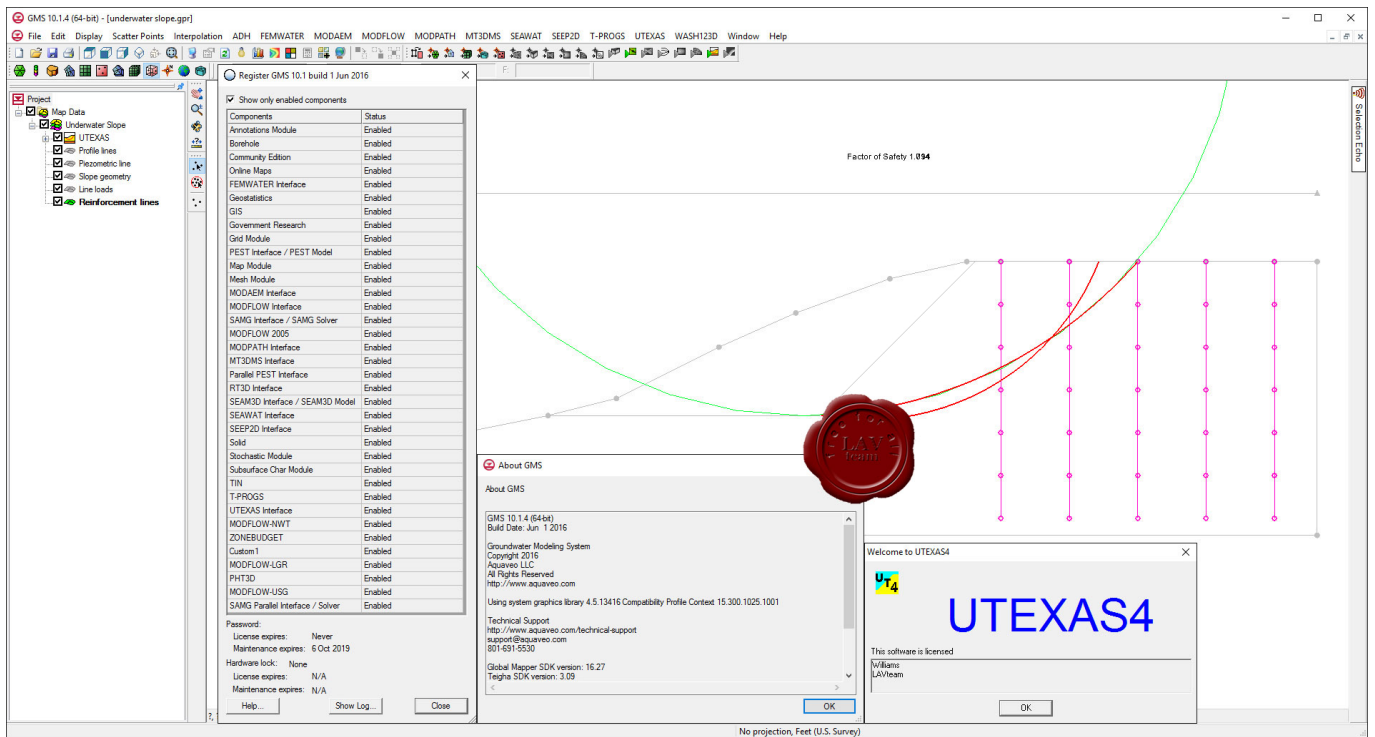 GMS 10.1.4 (64-bit) - [underwater slope.gpr]
File Edit Display Scatter Points Interpolation ADH FEMWATER MODAEM MODFLOW MODPATH MT3DMS SEAWAT SEEP2D T-PROGS UTEXAS WASH123D Window Help
F:
Project
Map Data
Underwater Slope
UTEXAS
Profile lines
Piezometric line
Slope geometry
Line loads
Reinforcement lines
Register GMS 10.1 build 1 Jun 2016
Show only enabled components
Components Status
Annotations Module Enabled
Borehole Enabled
Community Edition Enabled
Online Maps Enabled
FEMWATER Interface Enabled
Geostatistics Enabled
GIS Enabled
Government Research Enabled
Grid Module Enabled
PEST Interface / PEST Model Enabled
Map Module Enabled
Mesh Module Enabled
MODAEM Interface Enabled
MODFLOW Interface Enabled
SAMG Interface / SAMG Solver Enabled
MODFLOW 2005 Enabled
MODPATH Interface Enabled
MT3DMS Interface Enabled
Parallel PEST Interface Enabled
RT3D Interface Enabled
SEAM3D Interface / SEAM3D Model Enabled
SEAWAT Interface Enabled
SEEP2D Interface Enabled
Solid Enabled
Stochastic Module Enabled
Subsurface Char Module Enabled
TIN Enabled
T-PROGS Enabled
UTEXAS Interface Enabled
MODFLOW-NWT Enabled
ZONEBUDGET Enabled
Custom1 Enabled
MODFLOW-LGR Enabled
PHT3D Enabled
MODFLOW-USG Enabled
SAMG Parallel Interface / Solver Enabled
Password:
License expires: Never
Maintenance expires: 6 Oct 2019
Hardware lock: None
License expires: N/A
Maintenance expires: N/A
Help... Show Log... Close
Factor of Safety
Selection Echo
LAV
team
About GMS
About GMS
GMS 10.1.4 (64-bit)
Build Date: Jun 1 2016
Groundwater Modeling System
Copyright 2016
Aquaveo LLC
All Rights Reserved
http://www.aquaveo.com
Using system graphics library 4.5.13416 Compatibility Profile Context 15.300.1025.1001
Technical Support
http://www.aquaveo.com/technical-support
support@aquaveo.com
801-691-5530
Global Mapper SDK version: 16.27
Teigha SDK version: 3.09
OK
Welcome to UTEXAS4
UT4
UTEXAS4
This software is licensed
Williams
LAVteam
OK
No projection, Feet (U.S. Survey)